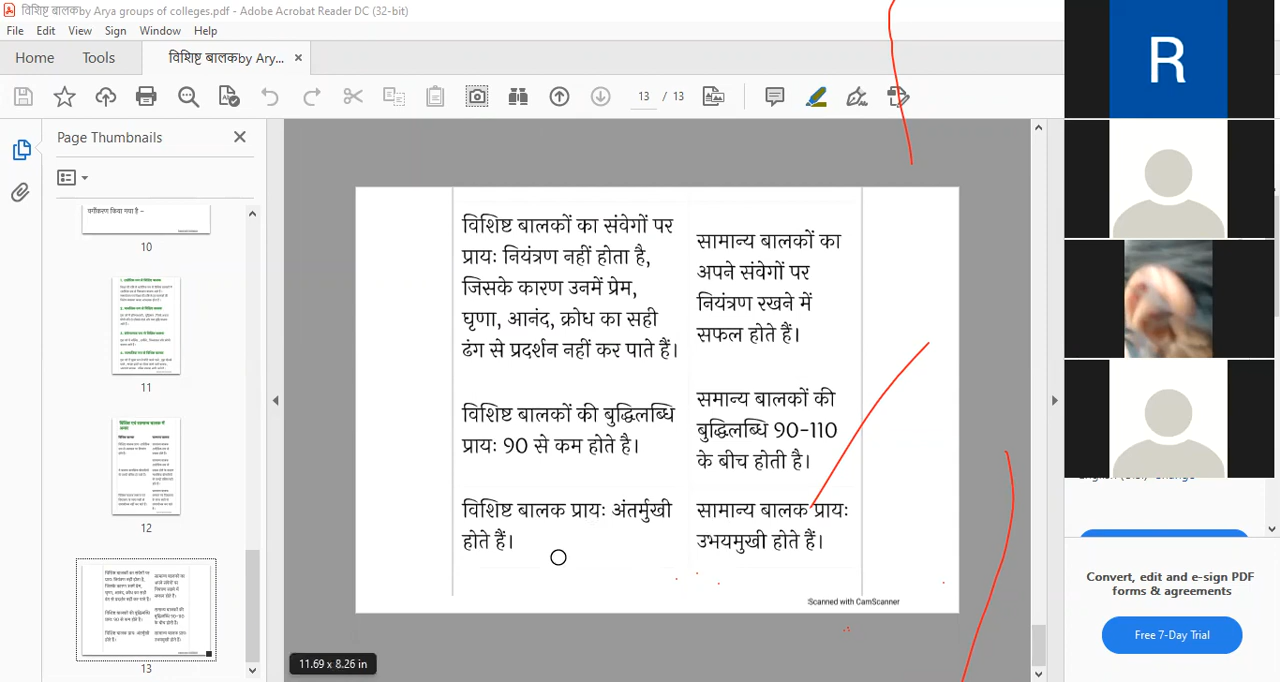 विशिष्ट बालकby Arya groups of colleges.pdf - Adobe Acrobat Reader DC (32-bit)
File Edit View Sign Window Help
Home Tools विशिष्ट बालकby Ary... ×
13 / 13
Page Thumbnails
वर्गीकरण किया गया है –
10
11
12
13
विशिष्ट बालकों का संवेगों पर
प्रायः नियंत्रण नहीं होता है,
जिसके कारण उनमें प्रेम,
घृणा, आनंद, क्रोध का सही
ढंग से प्रदर्शन नहीं कर पाते हैं।
सामान्य बालकों का
अपने संवेगों पर
नियंत्रण रखने में
सफल होते हैं।
विशिष्ट बालकों की बुद्धिलब्धि
प्रायः 90 से कम होते है।
समान्य बालकों की
बुद्धिलब्धि 90-110
के बीच होती है।
विशिष्ट बालक प्रायः अंतर्मुखी
होते हैं।
सामान्य बालक प्रायः
उभयमुखी होते हैं।
Scanned with CamScanner
11.69 x 8.26 in
R
Convert, edit and e-sign PDF
forms & agreements
Free 7-Day Trial